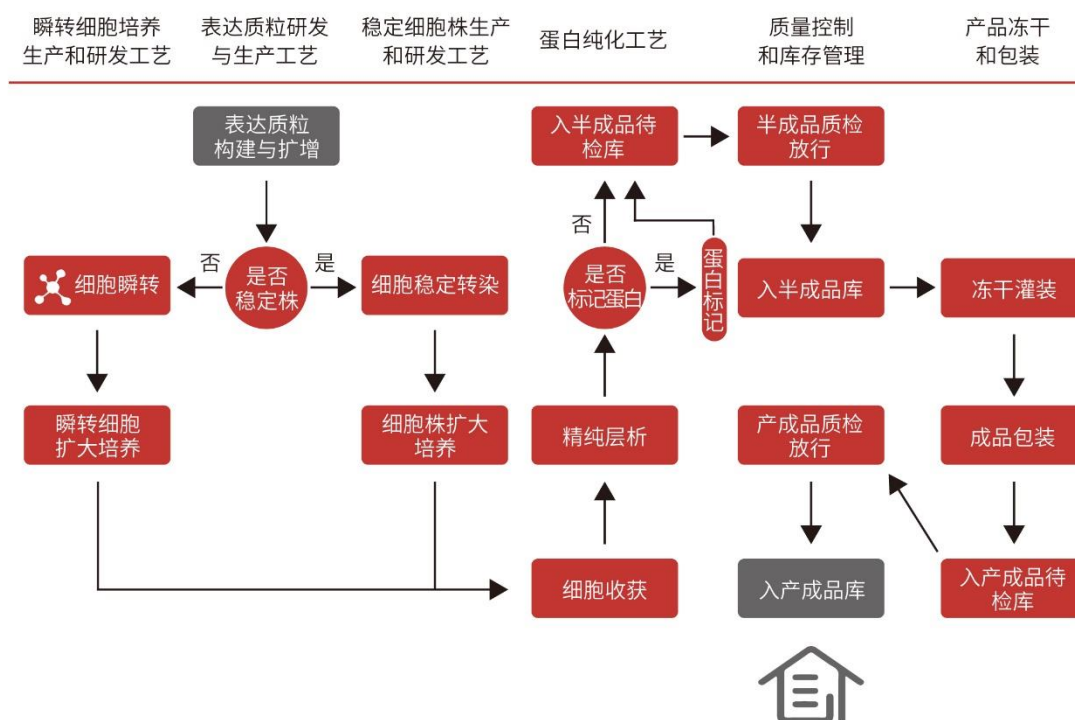 瞬转细胞培养
生产和研发工艺
表达质粒研发
与生产工艺
稳定细胞株生产
和研发工艺
蛋白纯化工艺
质量控制
和库存管理
产品冻干
和包装
表达质粒
构建与扩增
入半成品待
检库
半成品质检
放行
否
细胞瞬转
否
是否
稳定株
是
细胞稳定转染
是否
标记蛋白
是
蛋白标记
入半成品库
冻干灌装
瞬转细胞
扩大培养
细胞株扩大
培养
精纯层析
产成品质检
放行
成品包装
细胞收获
入产成品库
入产成品待
检库